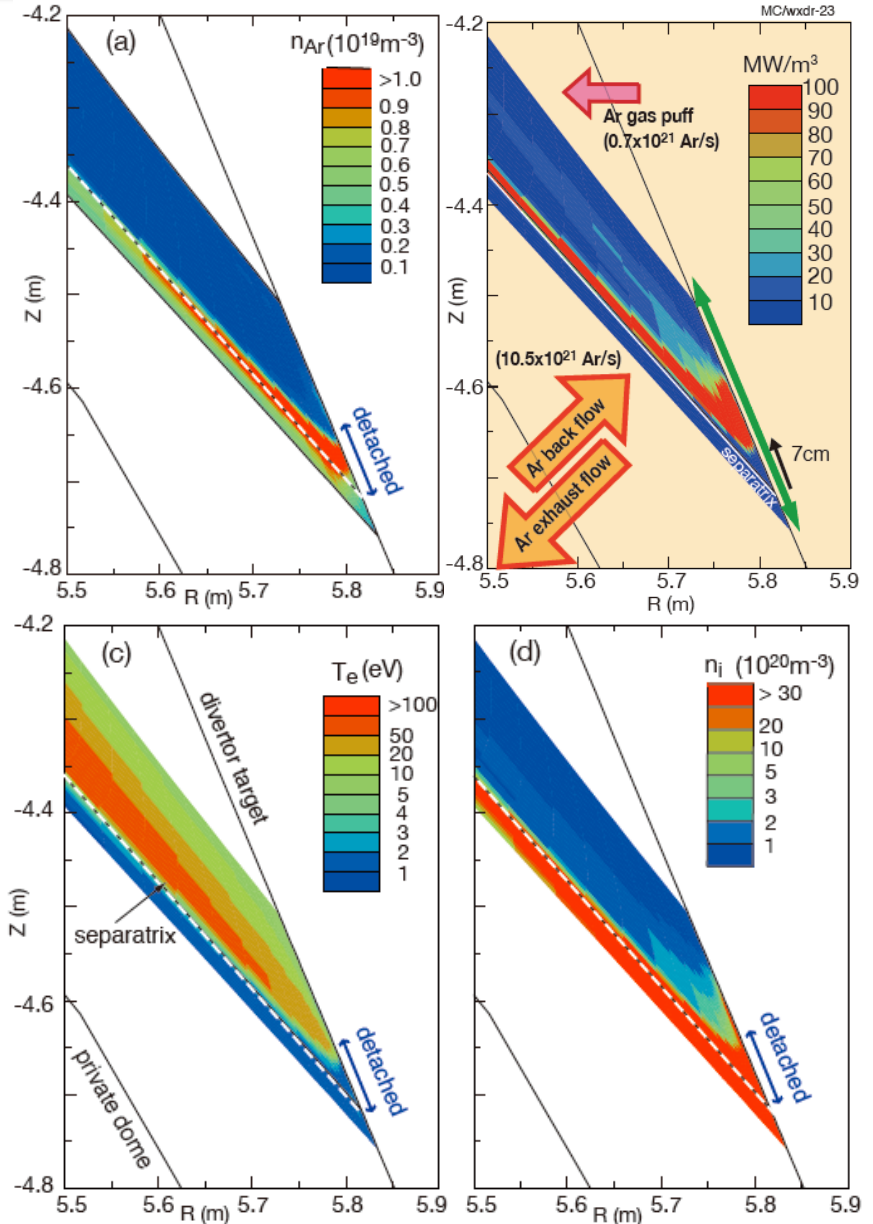 MC/wxdr-23
(a)
n_Ar (10^19 m^-3)
>1.0
0.9
0.8
0.7
0.6
0.5
0.4
0.3
0.2
0.1
detached
-4.2
-4.4
-4.6
-4.8
Z (m)
5.5
5.6
5.7
5.8
5.9
R (m)
MW/m³
100
90
80
70
60
50
40
30
20
10
Ar gas puff
(0.7x10^21 Ar/s)
(10.5x10^21 Ar/s)
Ar back flow
Ar exhaust flow
separatrix
7cm
-4.2
-4.4
-4.6
-4.8
Z (m)
5.5
5.6
5.7
5.8
5.9
R (m)
(c)
T_e (eV)
>100
50
20
10
5
4
3
2
1
divertor target
separatrix
private dome
detached
-4.2
-4.4
-4.6
-4.8
Z (m)
5.5
5.6
5.7
5.8
5.9
R (m)
(d)
n_i (10^20 m^-3)
> 30
20
10
5
3
2
1
detached
-4.2
-4.4
-4.6
-4.8
Z (m)
5.5
5.6
5.7
5.8
5.9
R (m)